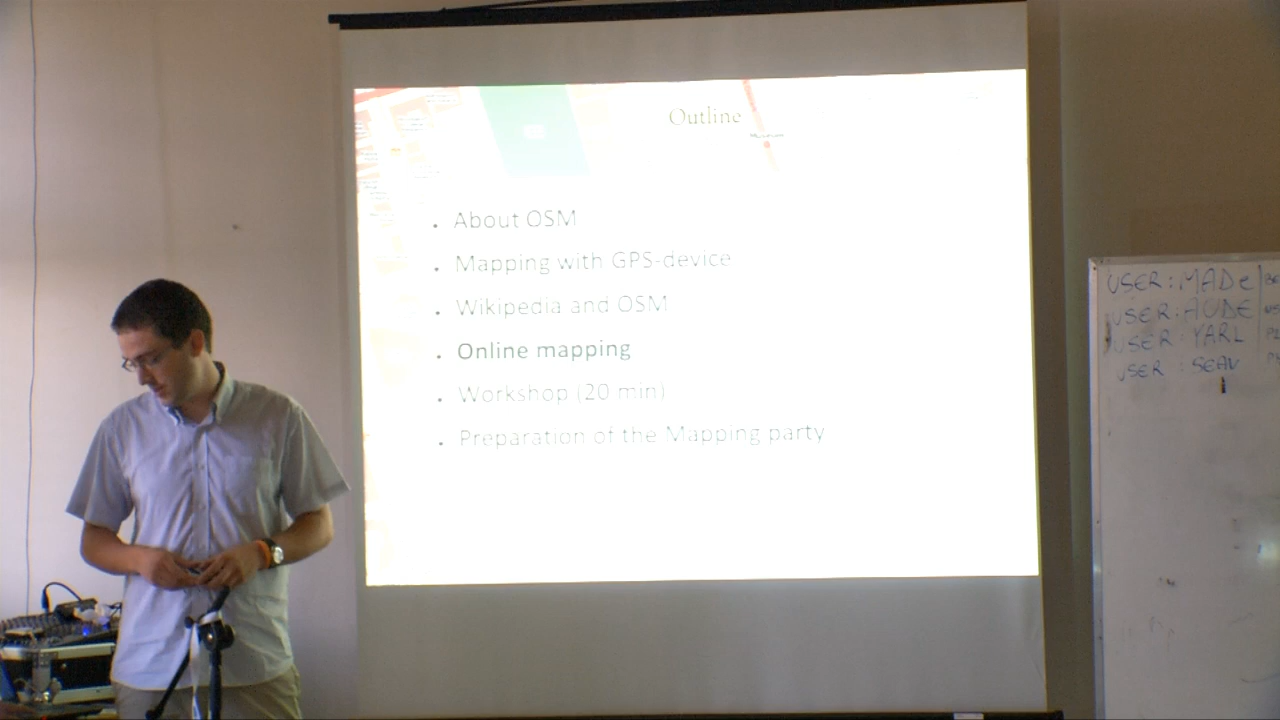 Outline
Museum
. About OSM
. Mapping with GPS-device
. Wikipedia and OSM
. Online mapping
. Workshop (20 min)
. Preparation of the Mapping party
USER: MADe
USER: AUDE
USER: YARL
USER: SEAV